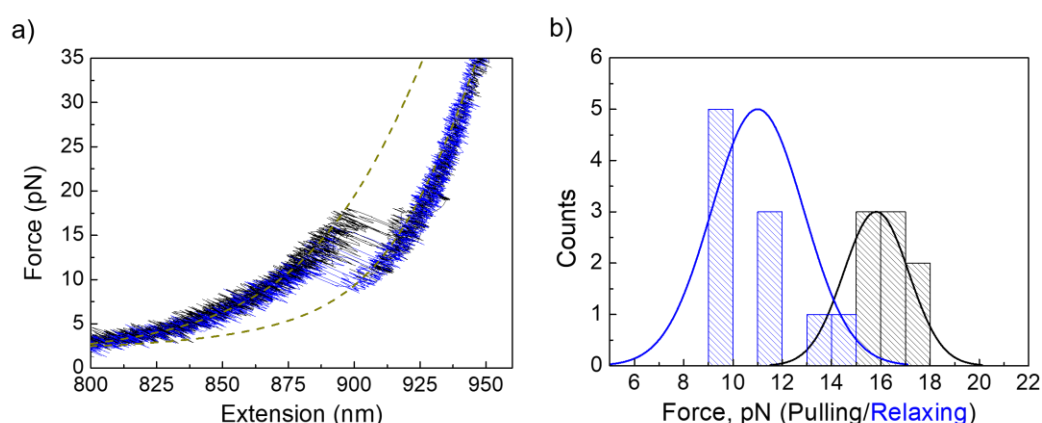 a)
35
30
25
20
15
10
5
0
Force (pN)
800 825 850 875 900 925 950
Extension (nm)
b)
6
5
4
3
2
1
0
Counts
6 8 10 12 14 16 18 20 22
Force, pN (Pulling/Relaxing)